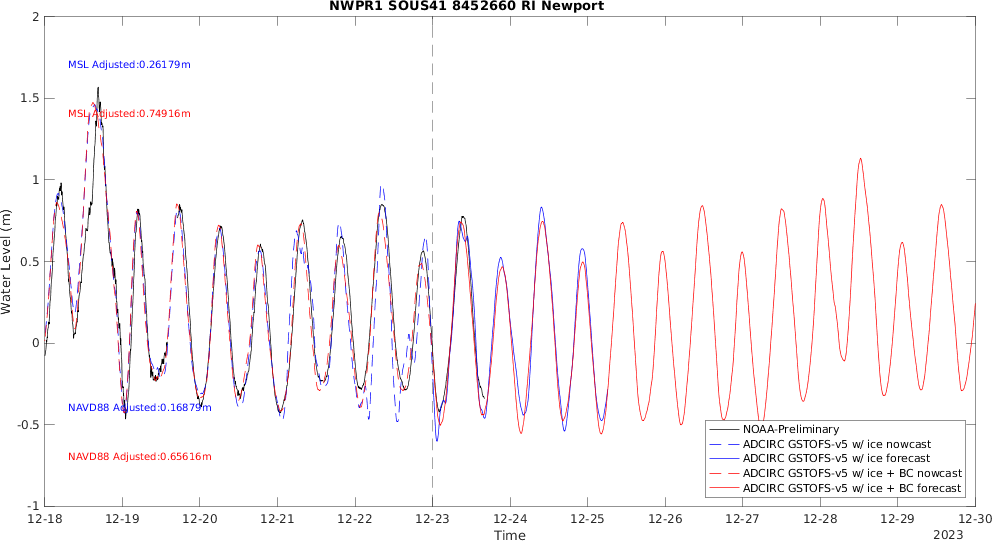 NWPR1 SOUS41 8452660 RI Newport
2
1.5
1
0.5
0
-0.5
-1
Water Level (m)
MSL Adjusted:0.26179m
MSL Adjusted:0.74916m
NAVD88 Adjusted:0.16879m
NAVD88 Adjusted:0.65616m
NOAA-Preliminary
ADCIRC GSTOFS-v5 w/ ice nowcast
ADCIRC GSTOFS-v5 w/ ice forecast
ADCIRC GSTOFS-v5 w/ ice + BC nowcast
ADCIRC GSTOFS-v5 w/ ice + BC forecast
12-18 12-19 12-20 12-21 12-22 12-23 12-24 12-25 12-26 12-27 12-28 12-29 12-30
Time
2023